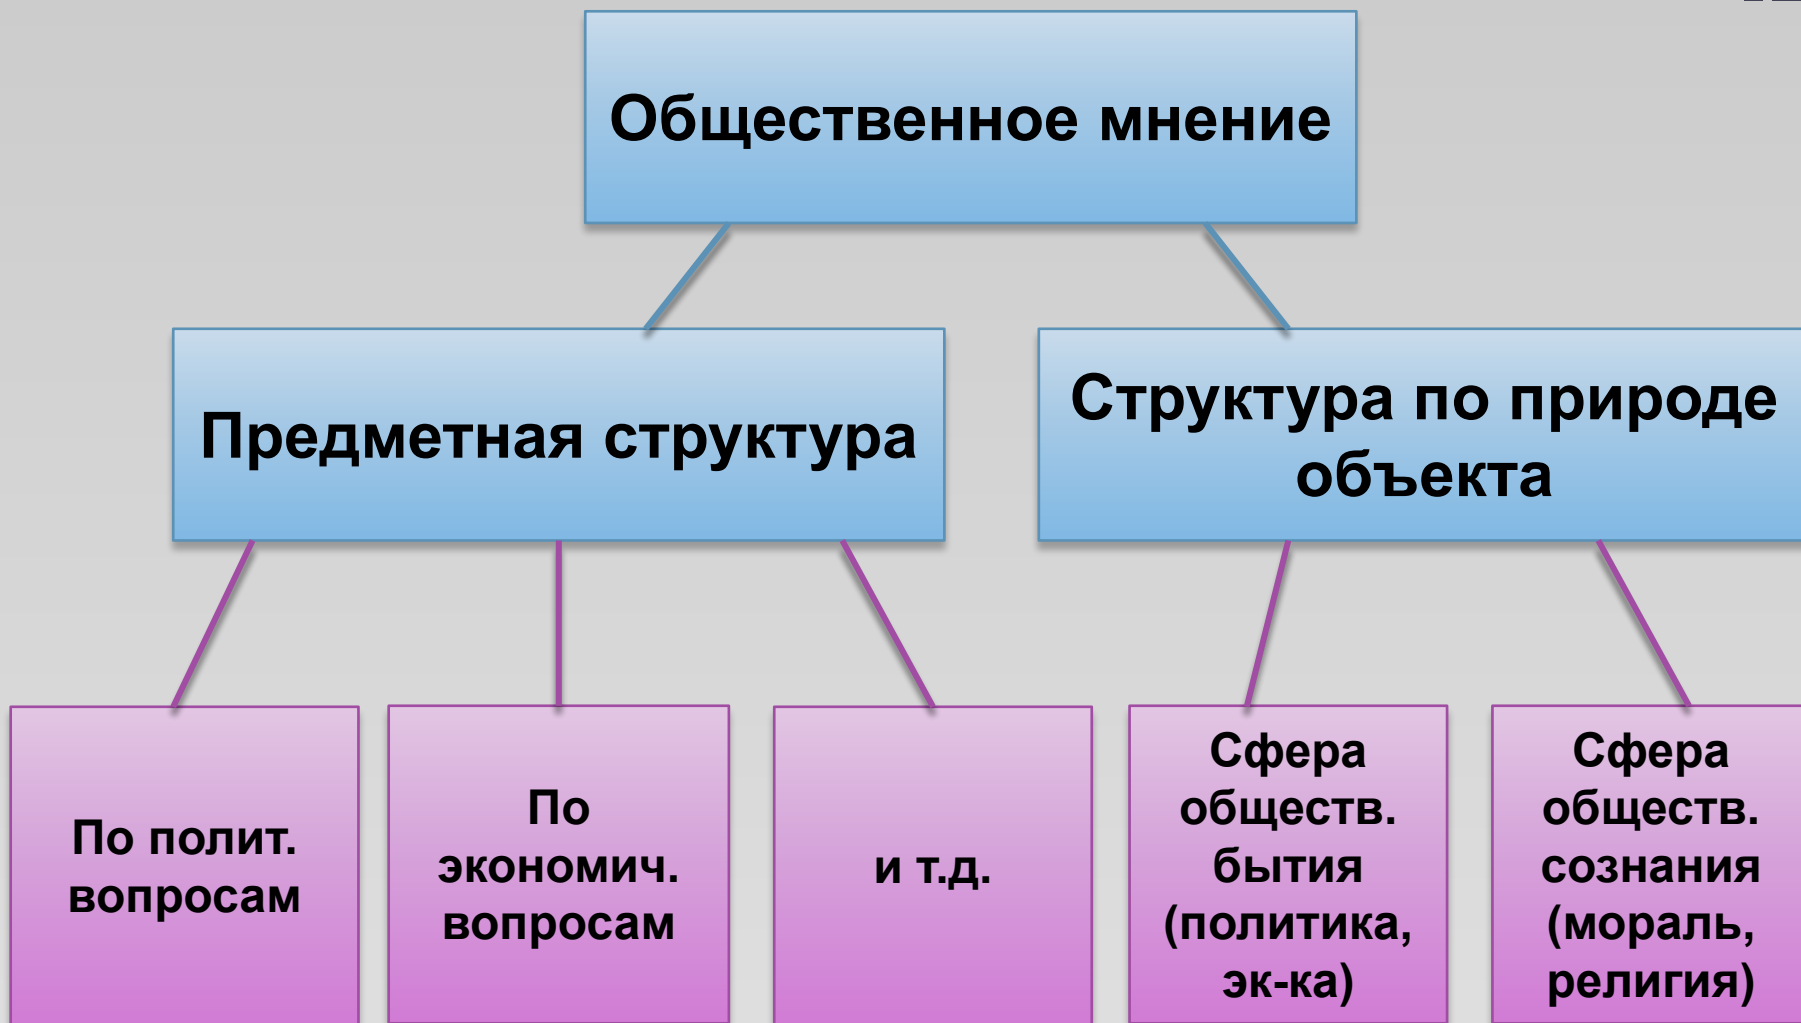 Общественное мнение
Предметная структура
Структура по природе
объекта
По полит.
вопросам
По
экономич.
вопросам
и т.д.
Сфера
обществ.
бытия
(политика,
эк-ка)
Сфера
обществ.
сознания
(мораль,
религия)